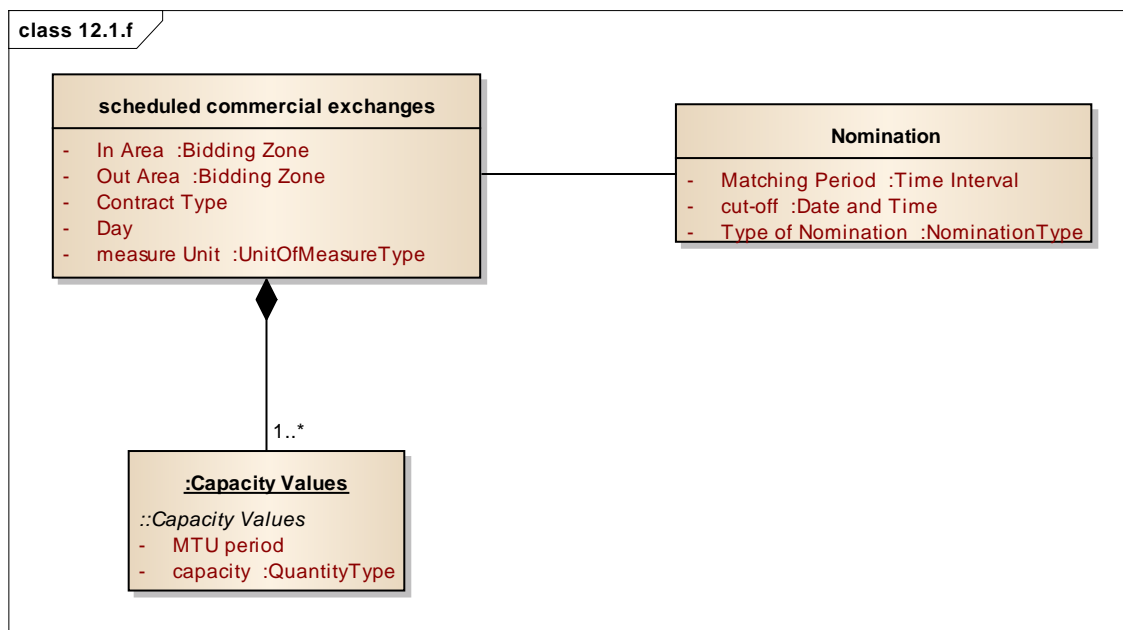 class 12.1.f
scheduled commercial exchanges
- In Area :Bidding Zone
- Out Area :Bidding Zone
- Contract Type
- Day
- measure Unit :UnitOfMeasureType
Nomination
- Matching Period :Time Interval
- cut-off :Date and Time
- Type of Nomination :NominationType
1..*
:Capacity Values
::Capacity Values
- MTU period
- capacity :QuantityType